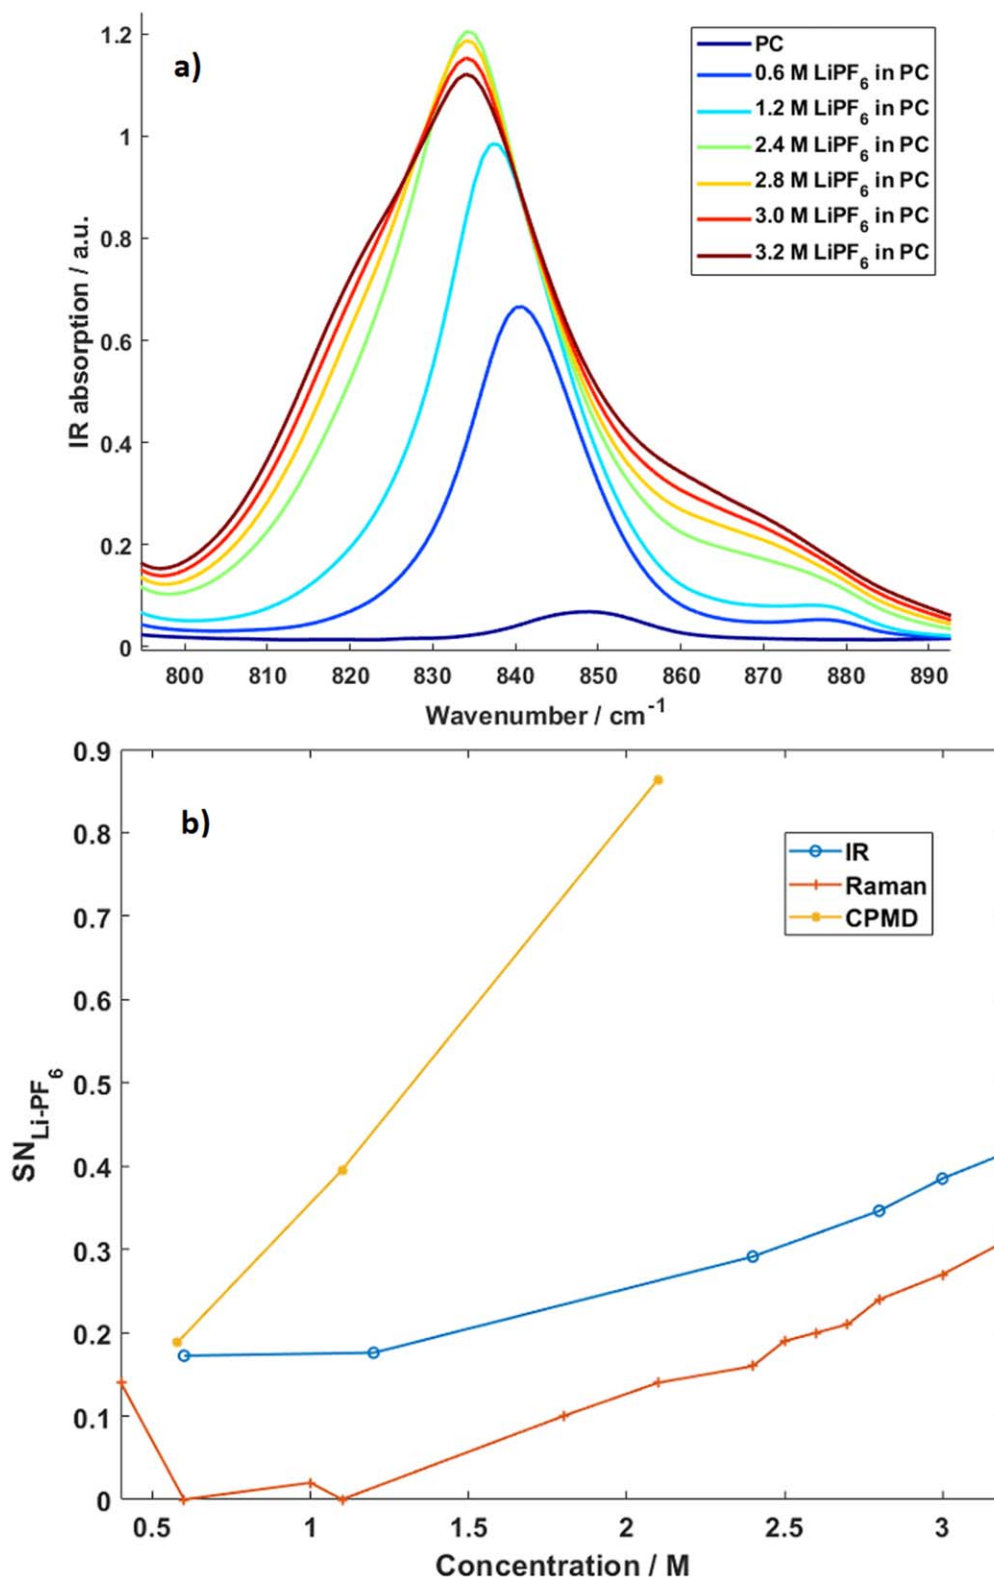 a)
PC
0.6 M LiPF6 in PC
1.2 M LiPF6 in PC
2.4 M LiPF6 in PC
2.8 M LiPF6 in PC
3.0 M LiPF6 in PC
3.2 M LiPF6 in PC
IR absorption / a.u.
1.2
1
0.8
0.6
0.4
0.2
0
800 810 820 830 840 850 860 870 880 890
Wavenumber / cm-1
b)
IR
Raman
CPMD
SNLi-PF6
0.9
0.8
0.7
0.6
0.5
0.4
0.3
0.2
0.1
0
0.5 1 1.5 2 2.5 3
Concentration / M